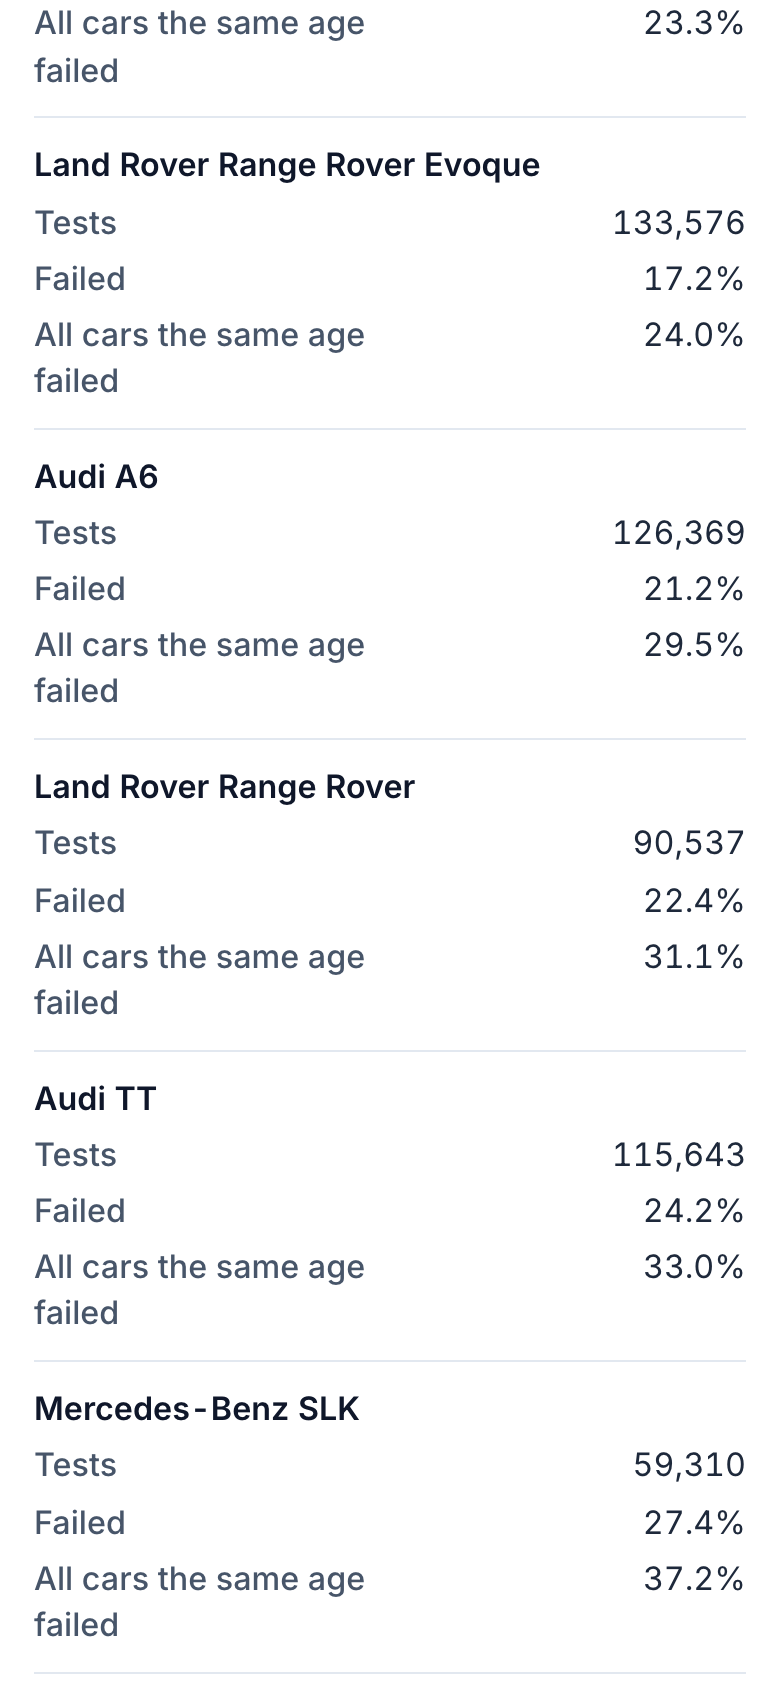 All cars the same age 23.3%
failed
Land Rover Range Rover Evoque
Tests 133,576
Failed 17.2%
All cars the same age 24.0%
failed
Audi A6
Tests 126,369
Failed 21.2%
All cars the same age 29.5%
failed
Land Rover Range Rover
Tests 90,537
Failed 22.4%
All cars the same age 31.1%
failed
Audi TT
Tests 115,643
Failed 24.2%
All cars the same age 33.0%
failed
Mercedes-Benz SLK
Tests 59,310
Failed 27.4%
All cars the same age 37.2%
failed